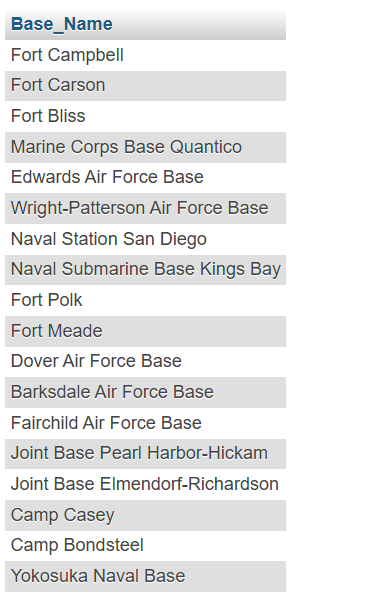 Base_Name
Fort Campbell
Fort Carson
Fort Bliss
Marine Corps Base Quantico
Edwards Air Force Base
Wright-Patterson Air Force Base
Naval Station San Diego
Naval Submarine Base Kings Bay
Fort Polk
Fort Meade
Dover Air Force Base
Barksdale Air Force Base
Fairchild Air Force Base
Joint Base Pearl Harbor-Hickam
Joint Base Elmendorf-Richardson
Camp Casey
Camp Bondsteel
Yokosuka Naval Base